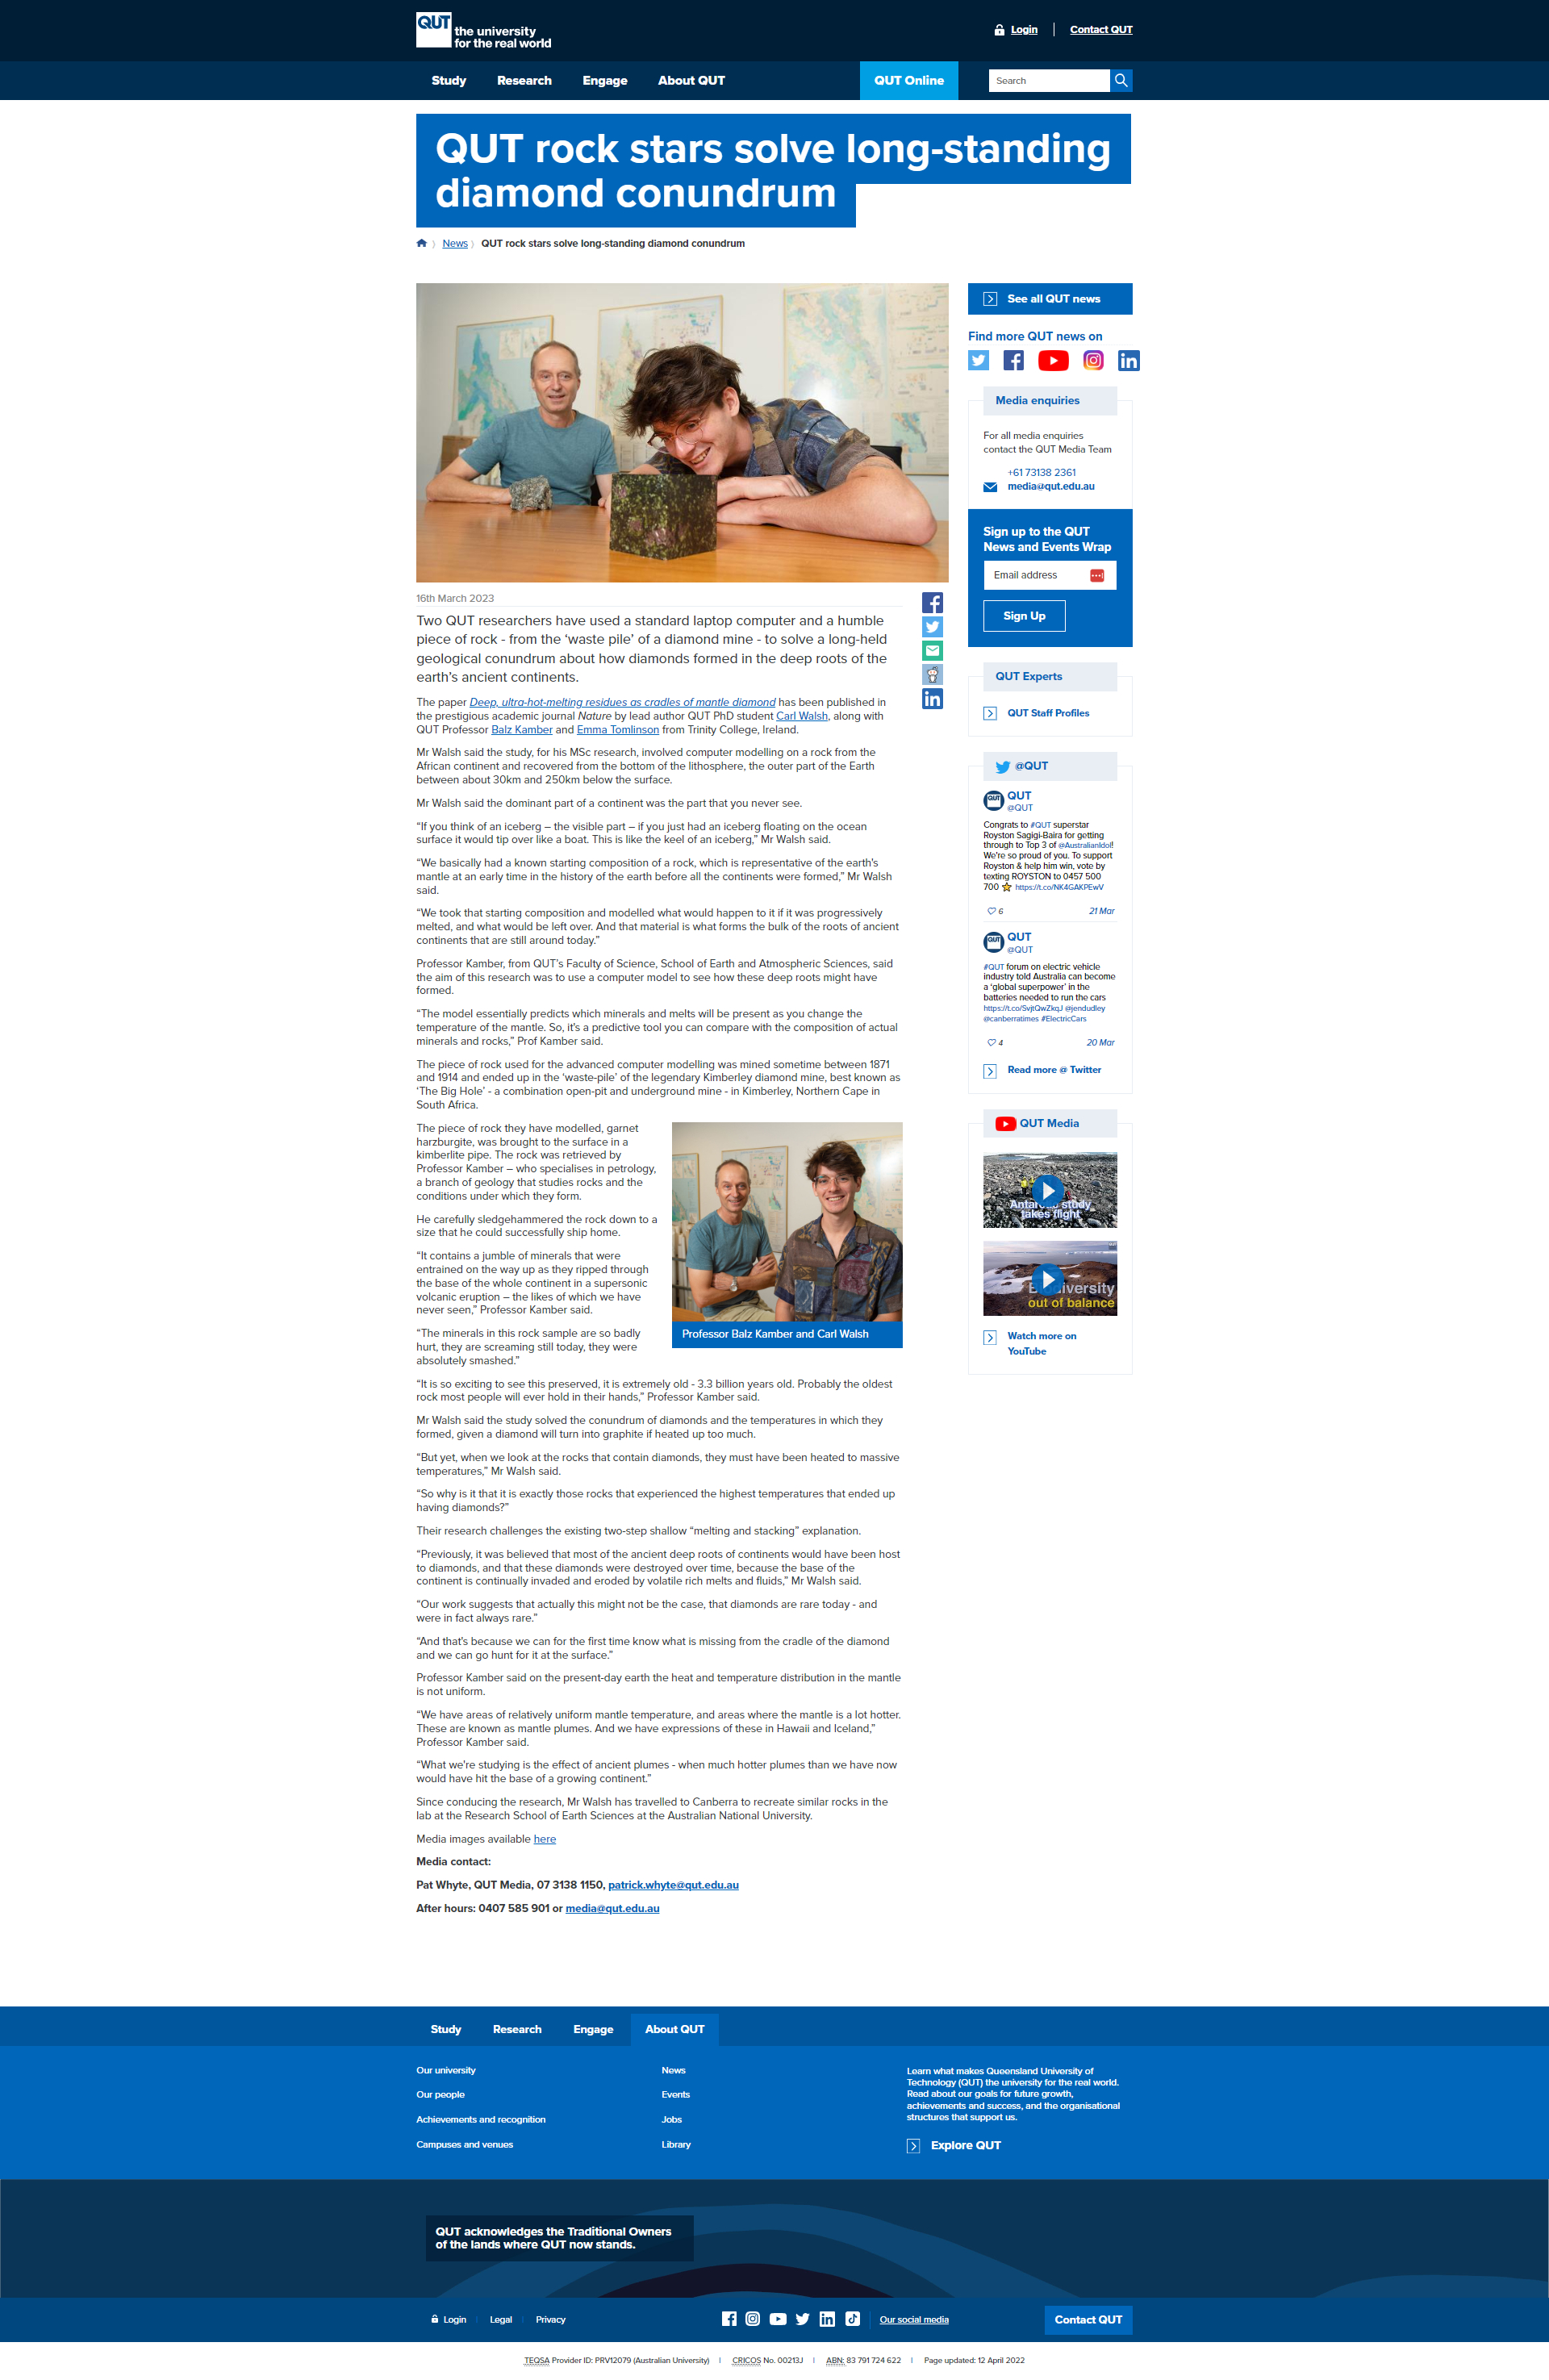 QUT the university
for the real world
Login
Contact QUT
Study
Research
Engage
About QUT
QUT Online
Search
QUT rock stars solve long-standing
diamond conundrum
News
QUT rock stars solve long-standing diamond conundrum
16th March 2023
Two QUT researchers have used a standard laptop computer and a humble
piece of rock - from the ‘waste pile’ of a diamond mine - to solve a long-held
geological conundrum about how diamonds formed in the deep roots of the
earth’s ancient continents.
The paper Deep, ultra-hot-melting residues as cradles of mantle diamond has been published in
the prestigious academic journal Nature by lead author QUT PhD student Carl Walsh, along with
QUT Professor Balz Kamber and Emma Tomlinson from Trinity College, Ireland.
Mr Walsh said the study, for his MSc research, involved computer modelling on a rock from the
African continent and recovered from the bottom of the lithosphere, the outer part of the Earth
between about 30km and 250km below the surface.
Mr Walsh said the dominant part of a continent was the part that you never see.
“If you think of an iceberg – the visible part – if you just had an iceberg floating on the ocean
surface it would tip over like a boat. This is like the keel of an iceberg,” Mr Walsh said.
“We basically had a known starting composition of a rock, which is representative of the earth's
mantle at an early time in the history of the earth before all the continents were formed,” Mr Walsh
said.
“We took that starting composition and modelled what would happen to it if it was progressively
melted, and what would be left over. And that material is what forms the bulk of the roots of ancient
continents that are still around today.”
Professor Kamber, from QUT’s Faculty of Science, School of Earth and Atmospheric Sciences, said
the aim of this research was to use a computer model to see how these deep roots might have
formed.
“The model essentially predicts which minerals and melts will be present as you change the
temperature of the mantle. So, it’s a predictive tool you can compare with the composition of actual
minerals and rocks,” Prof Kamber said.
The piece of rock used for the advanced computer modelling was mined sometime between 1871
and 1914 and ended up in the ‘waste-pile’ of the legendary Kimberley diamond mine, best known as
‘The Big Hole’ - a combination open-pit and underground mine - in Kimberley, Northern Cape in
South Africa.
The piece of rock they have modelled, garnet
harzburgite, was brought to the surface in a
kimberlite pipe. The rock was retrieved by
Professor Kamber – who specialises in petrology,
a branch of geology that studies rocks and the
conditions under which they form.
He carefully sledgehammered the rock down to a
size that he could successfully ship home.
“It contains a jumble of minerals that were
entrained on the way up as they ripped through
the base of the whole continent in a supersonic
volcanic eruption – the likes of which we have
never seen,” Professor Kamber said.
“The minerals in this rock sample are so badly
hurt, they are screaming still today, they were
absolutely smashed.”
Professor Balz Kamber and Carl Walsh
“It is so exciting to see this preserved, it is extremely old - 3.3 billion years old. Probably the oldest
rock most people will ever hold in their hands,” Professor Kamber said.
Mr Walsh said the study solved the conundrum of diamonds and the temperatures in which they
formed, given a diamond will turn into graphite if heated up too much.
“But yet, when we look at the rocks that contain diamonds, they must have been heated to massive
temperatures,” Mr Walsh said.
“So why is it that it is exactly those rocks that experienced the highest temperatures that ended up
having diamonds?”
Their research challenges the existing two-step shallow “melting and stacking” explanation.
“Previously, it was believed that most of the ancient deep roots of continents would have been host
to diamonds, and that these diamonds were destroyed over time, because the base of the
continent is continually invaded and eroded by volatile rich melts and fluids,” Mr Walsh said.
“Our work suggests that actually this might not be the case, that diamonds are rare today - and
were in fact always rare.”
“And that’s because we can for the first time know what is missing from the cradle of the diamond
and we can go hunt for it at the surface.”
Professor Kamber said on the present-day earth the heat and temperature distribution in the mantle
is not uniform.
“We have areas of relatively uniform mantle temperature, and areas where the mantle is a lot hotter.
These are known as mantle plumes. And we have expressions of these in Hawaii and Iceland,”
Professor Kamber said.
“What we’re studying is the effect of ancient plumes - when much hotter plumes than we have now
would have hit the base of a growing continent.”
Since conducting the research, Mr Walsh has travelled to Canberra to recreate similar rocks in the
lab at the Research School of Earth Sciences at the Australian National University.
Media images available here
Media contact:
Pat Whyte, QUT Media, 07 3138 1150, patrick.whyte@qut.edu.au
After hours: 0407 585 901 or media@qut.edu.au
See all QUT news
Find more QUT news on
Media enquiries
For all media enquiries
contact the QUT Media Team
+61 73138 2361
media@qut.edu.au
Sign up to the QUT
News and Events Wrap
Email address
Sign Up
QUT Experts
QUT Staff Profiles
@QUT
QUT
@QUT
Congrats to #QUT superstar
Royston Sagigi-Baira for getting
through to Top 3 of @AustralianIdol!
We're so proud of you. To support
Royston & help him win, vote by
texting ROYSTON to 0457 500
700 ⭐ https://t.co/NK4GAKPEwV
6
21 Mar
QUT
@QUT
#QUT forum on electric vehicle
industry told Australia can become
a ‘global superpower’ in the
batteries needed to run the cars
https://t.co/SvjtQwZkqJ @jendudley
@canberratimes #ElectricCars
4
20 Mar
Read more @ Twitter
QUT Media
Antarctic study
takes flight
Biodiversity
out of balance
Watch more on
YouTube
Study
Research
Engage
About QUT
Our university
Our people
Achievements and recognition
Campuses and venues
News
Events
Jobs
Library
Learn what makes Queensland University of
Technology (QUT) the university for the real world.
Read about our goals for future growth,
achievements and success, and the organisational
structures that support us.
Explore QUT
QUT acknowledges the Traditional Owners
of the lands where QUT now stands.
Login
Legal
Privacy
Our social media
Contact QUT
TEQSA Provider ID: PRV12079 (Australian University) | CRICOS No. 00213J | ABN: 83 791 724 622 | Page updated: 12 April 2022